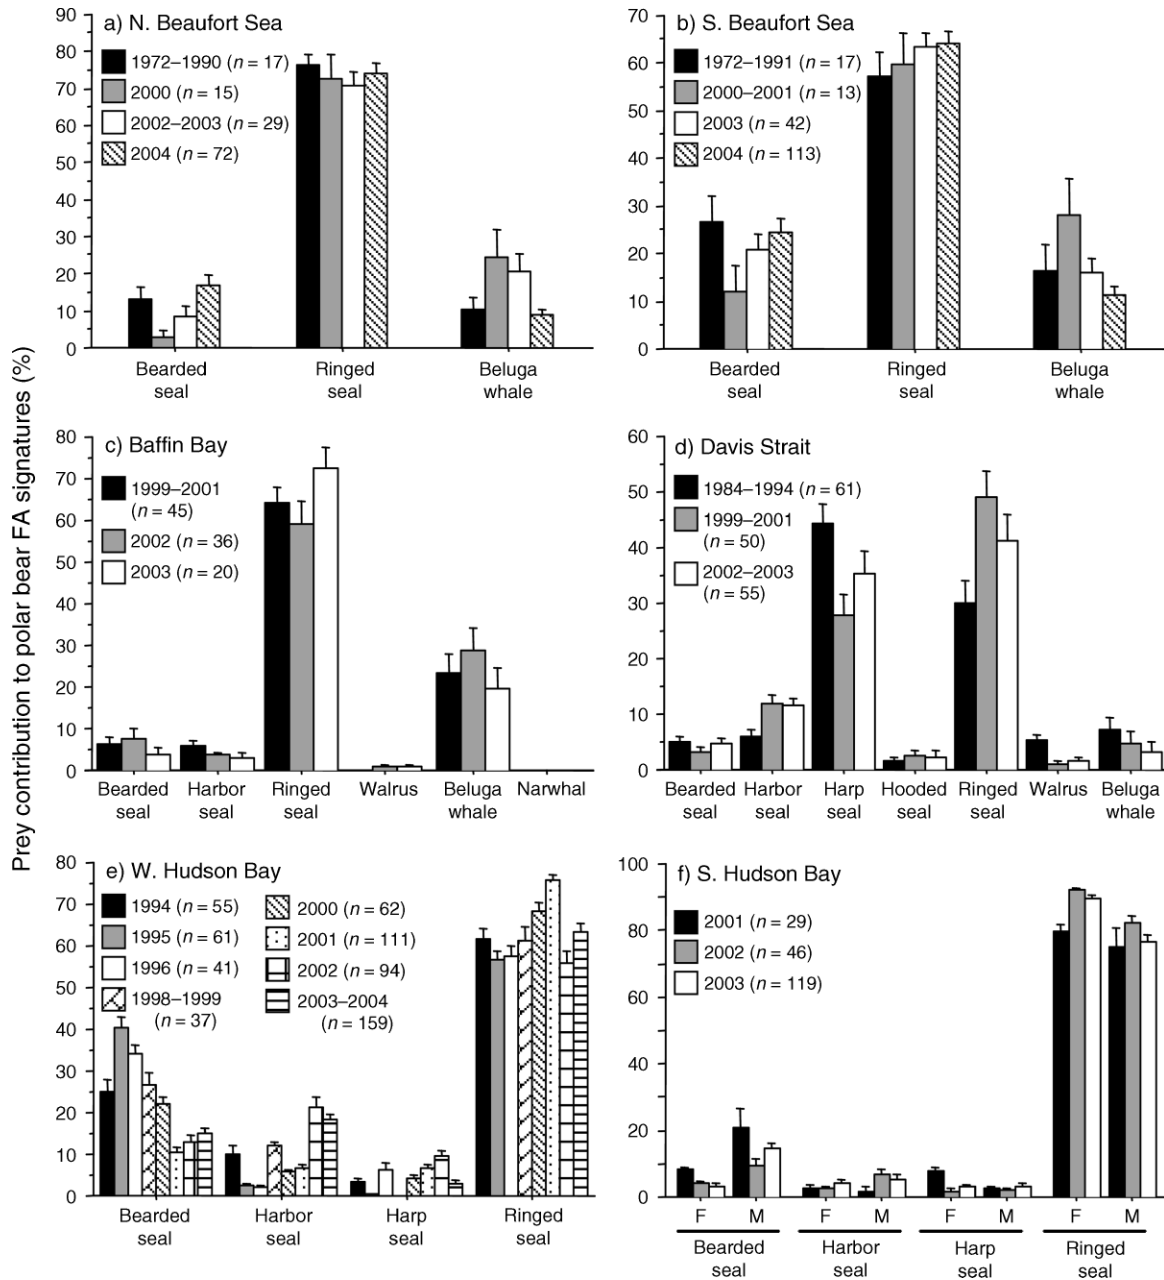 Prey contribution to polar bear FA signatures (%)
a) N. Beaufort Sea
1972–1990 (n = 17)
2000 (n = 15)
2002–2003 (n = 29)
2004 (n = 72)
90
80
70
60
50
40
30
20
10
0
Bearded
seal
Ringed
seal
Beluga
whale
b) S. Beaufort Sea
1972–1991 (n = 17)
2000–2001 (n = 13)
2003 (n = 42)
2004 (n = 113)
70
60
50
40
30
20
10
0
Bearded
seal
Ringed
seal
Beluga
whale
c) Baffin Bay
1999–2001
(n = 45)
2002 (n = 36)
2003 (n = 20)
80
70
60
50
40
30
20
10
0
Bearded
seal
Harbor
seal
Ringed
seal
Walrus
Beluga
whale
Narwhal
d) Davis Strait
1984–1994 (n = 61)
1999–2001
(n = 50)
2002–2003
(n = 55)
60
50
40
30
20
10
0
Bearded
seal
Harbor
seal
Harp
seal
Hooded
seal
Ringed
seal
Walrus
Beluga
whale
e) W. Hudson Bay
1994 (n = 55)
1995 (n = 61)
1996 (n = 41)
1998–1999
(n = 37)
2000 (n = 62)
2001 (n = 111)
2002 (n = 94)
2003–2004
(n = 159)
80
70
60
50
40
30
20
10
0
Bearded
seal
Harbor
seal
Harp
seal
Ringed
seal
f) S. Hudson Bay
2001 (n = 29)
2002 (n = 46)
2003 (n = 119)
100
80
60
40
20
0
F M F M F M F M
Bearded
seal
Harbor
seal
Harp
seal
Ringed
seal